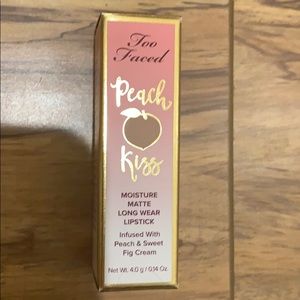 Too
Faced
Peach
Kiss
MOISTURE
MATTE
LONG WEAR
LIPSTICK
Infused With
Peach & Sweet
Fig Cream
Net Wt. 4.0 g / 0.14 Oz.